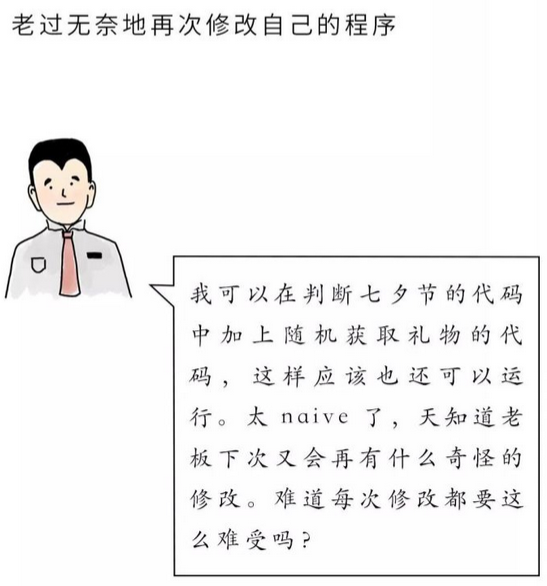 老过无奈地再次修改自己的程序
我可以在判断七夕节的代码
中加上随机获取礼物的代
码，这样应该也还可以运
行。太 naive 了，天知道老
板下次又会再有什么奇怪的
修改。难道每次修改都要这
么难受吗？